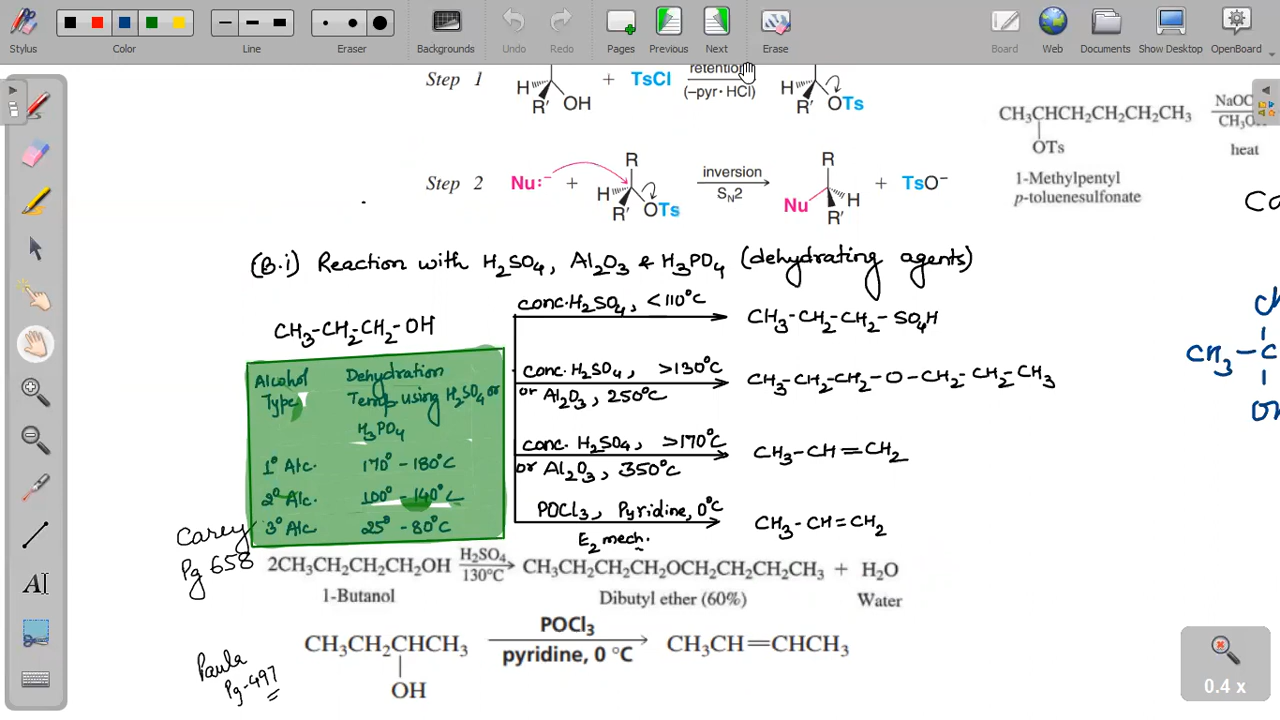 Stylus
Color
Line
Eraser
Backgrounds
Undo
Redo
Pages
Previous
Next
Erase
Board
Web
Documents
Show Desktop
OpenBoard
Step 1
H
R'
OH
+ TsCl
retention
(–pyr·HCl)
H
R'
OTs
CH3CHCH2CH2CH2CH3
OTs
1-Methylpentyl
p-toluenesulfonate
NaOC
CH3OH
heat
Step 2
Nu:⁻ +
R
H
R'
OTs
inversion
SN2
R
Nu
H
R'
+ TsO⁻
(B.i) Reaction with H2SO4, Al2O3 & H3PO4 (dehydrating agents)
CH3-CH2-CH2-OH
conc. H2SO4, <110°C
CH3-CH2-CH2-SO4H
conc. H2SO4, >130°C
or Al2O3, 250°C
CH3-CH2-CH2-O-CH2-CH2-CH3
conc. H2SO4, >170°C
or Al2O3, 350°C
CH3-CH=CH2
POCl3, Pyridine, 0°C
E2 mech.
CH3-CH=CH2
Alcohol Type
Dehydration Temp using H2SO4 or H3PO4
1° Alc. 170° - 180°C
2° Alc. 100° - 140°C
3° Alc 25° - 80°C
Carey
Pg 658
2CH3CH2CH2CH2OH H2SO4 130°C CH3CH2CH2CH2OCH2CH2CH2CH3 + H2O
1-Butanol Dibutyl ether (60%) Water
Paula
Pg-497
CH3CH2CHCH3
OH
POCl3
pyridine, 0 °C
CH3CH=CHCH3
CH3-C
0.4 x